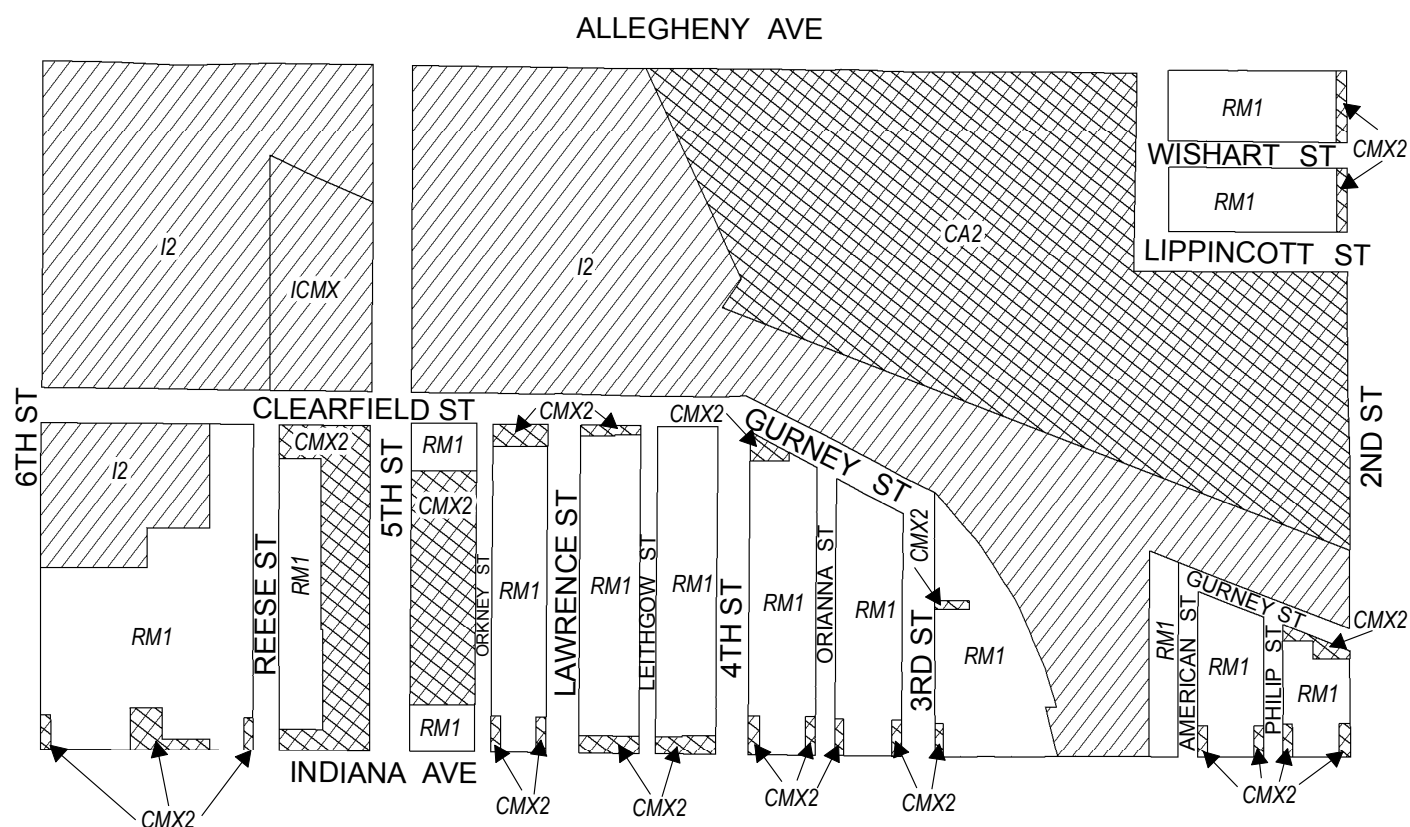 ALLEGHENY AVE
RM1
WISHART ST
CMX2
RM1
LIPPINCOTT ST
I2
ICMX
I2
CA2
6TH ST
CLEARFIELD ST
5TH ST
2ND ST
CMX2
CMX2
GURNEY ST
I2
CMX2
RM1
CMX2
RM1
REESE ST
RM1
ORKNEY ST
RM1
LAWRENCE ST
RM1
LEITHGOW ST
RM1
4TH ST
RM1
ORIANNA ST
RM1
CMX2
3RD ST
RM1
RM1
AMERICAN ST
GURNEY ST
RM1
PHILIP ST
CMX2
RM1
RM1
INDIANA AVE
CMX2
CMX2
CMX2
CMX2
CMX2
CMX2